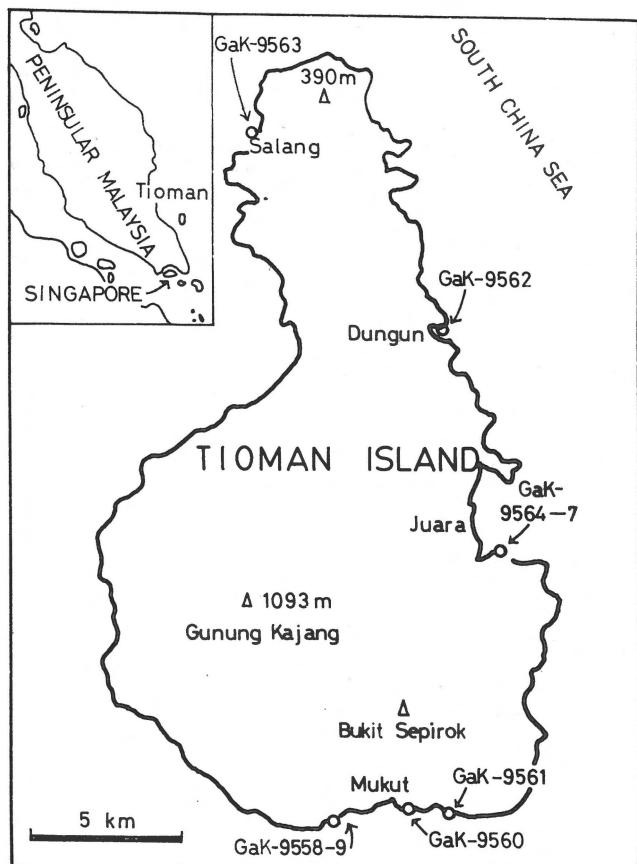 PENINSULAR MALAYSIA
Tioman
SINGAPORE
SOUTH CHINA SEA
GaK-9563
390m
Salang
GaK-9562
Dungun
TIOMAN ISLAND
GaK-
9564-7
Juara
1093 m
Gunung Kajang
Bukit Sepirok
Mukut
GaK-9561
5 km
GaK-9558-9
GaK-9560